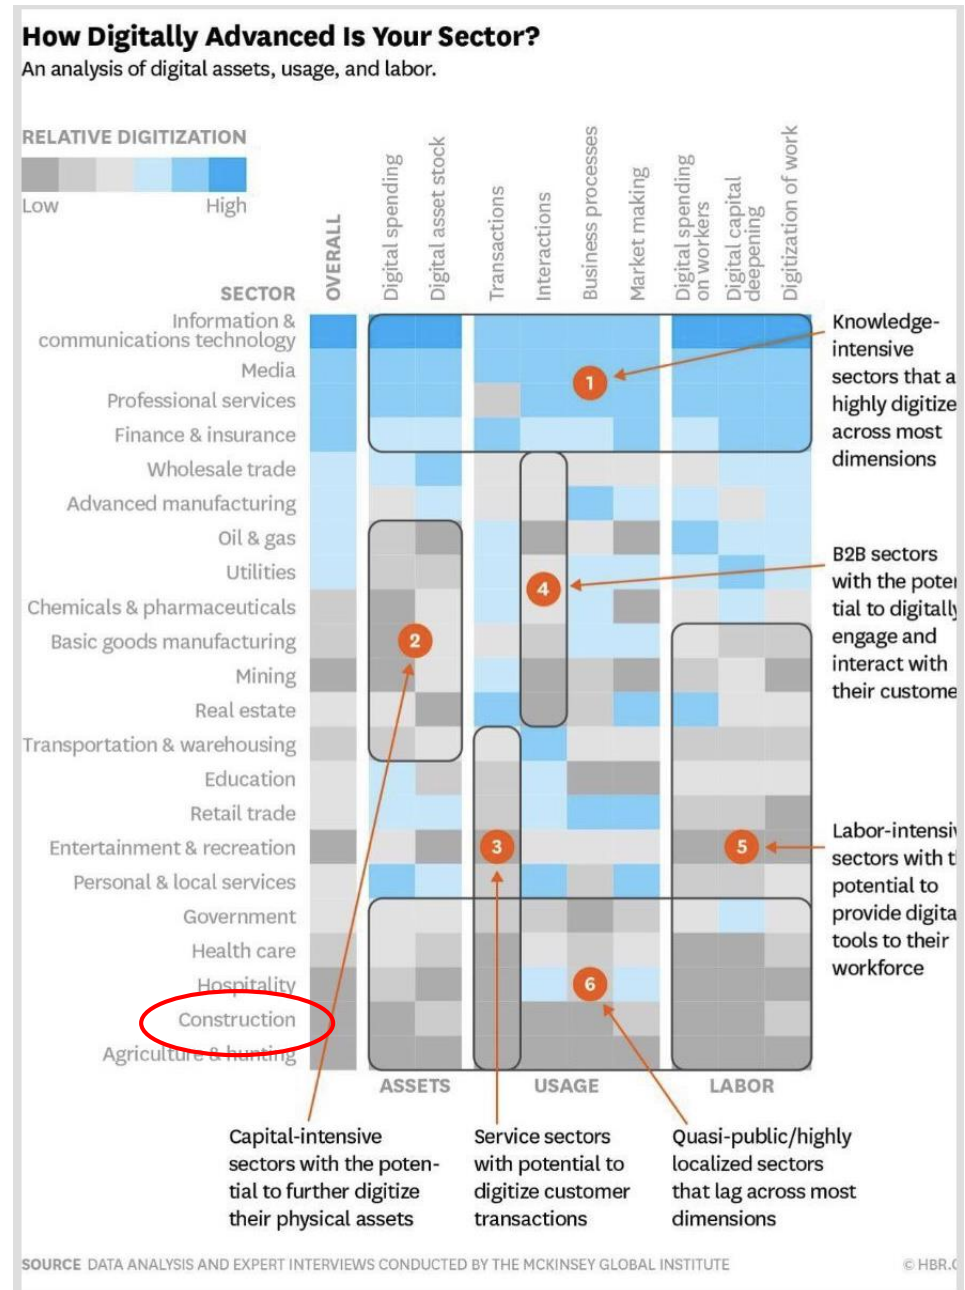 How Digitally Advanced Is Your Sector?
An analysis of digital assets, usage, and labor.
RELATIVE DIGITIZATION
Low
High
SECTOR
OVERALL
Digital spending
Digital asset stock
Transactions
Interactions
Business processes
Market making
Digital spending
on workers
Digital capital
deepening
Digitization of work
Information &
communications technology
Media
Professional services
Finance & insurance
Wholesale trade
Advanced manufacturing
Oil & gas
Utilities
Chemicals & pharmaceuticals
Basic goods manufacturing
Mining
Real estate
Transportation & warehousing
Education
Retail trade
Entertainment & recreation
Personal & local services
Government
Health care
Hospitality
Construction
Agriculture & hunting
1
2
3
4
5
6
Knowledge-
intensive
sectors that a
highly digitize
across most
dimensions
B2B sectors
with the poten
tial to digitally
engage and
interact with
their custome
Labor-intensiv
sectors with t
potential to
provide digita
tools to their
workforce
ASSETS
USAGE
LABOR
Capital-intensive
sectors with the poten-
tial to further digitize
their physical assets
Service sectors
with potential to
digitize customer
transactions
Quasi-public/highly
localized sectors
that lag across most
dimensions
SOURCE DATA ANALYSIS AND EXPERT INTERVIEWS CONDUCTED BY THE MCKINSEY GLOBAL INSTITUTE
© HBR.